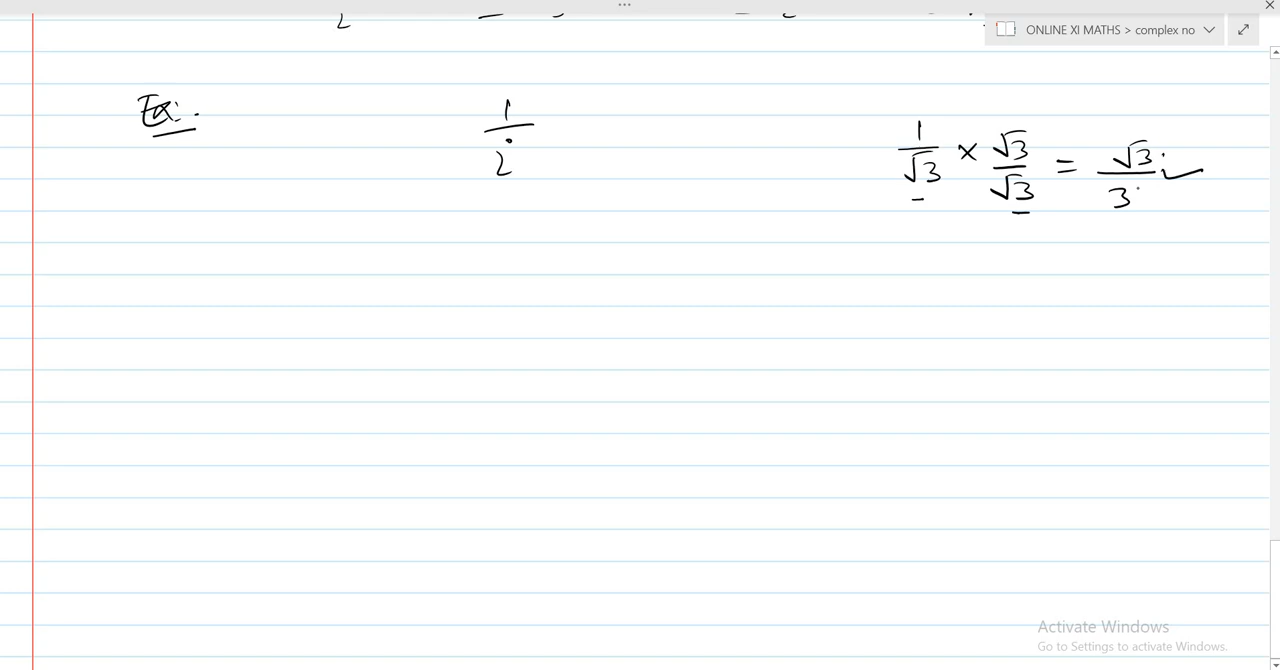 ONLINE XI MATHS > complex no
Ex:.
1/i
1/√3 × √3/√3 = √3/3
Activate Windows
Go to Settings to activate Windows.